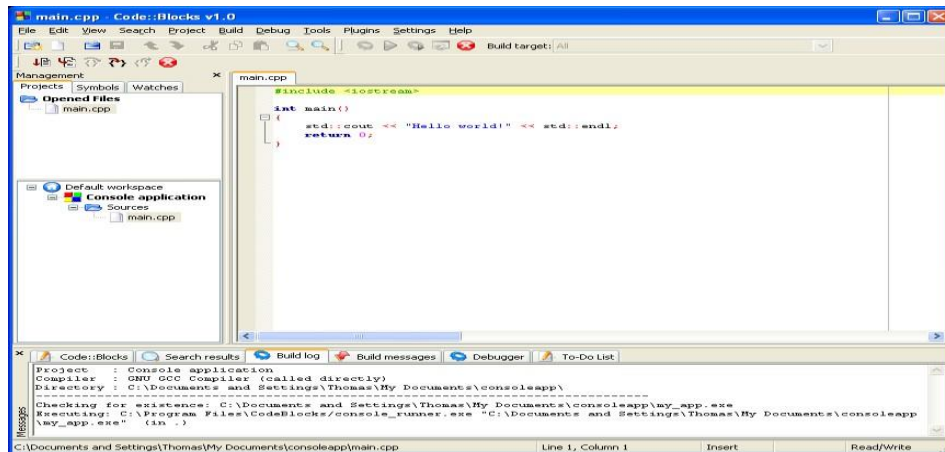 main.cpp - Code::Blocks v1.0
File Edit View Search Project Build Debug Tools Plugins Settings Help
Build target: All
Management
Projects Symbols Watches
Opened Files
main.cpp
Default workspace
Console application
Sources
main.cpp
main.cpp
#include <iostream>
int main()
{
std::cout << "Hello world!" << std::endl;
return 0;
}
Code::Blocks Search results Build log Build messages Debugger To-Do List
Messages
Project : Console application
Compiler : GNU GCC Compiler (called directly)
Directory : C:\Documents and Settings\Thomas\My Documents\consoleapp\
--------------------------------------------------------------------------------
Checking for existence: C:\Documents and Settings\Thomas\My Documents\consoleapp\my_app.exe
Executing: C:\Program Files\CodeBlocks/console_runner.exe "C:\Documents and Settings\Thomas\My Documents\consoleapp
\my_app.exe" (in .)
C:\Documents and Settings\Thomas\My Documents\consoleapp\main.cpp Line 1, Column 1 Insert Read/Write